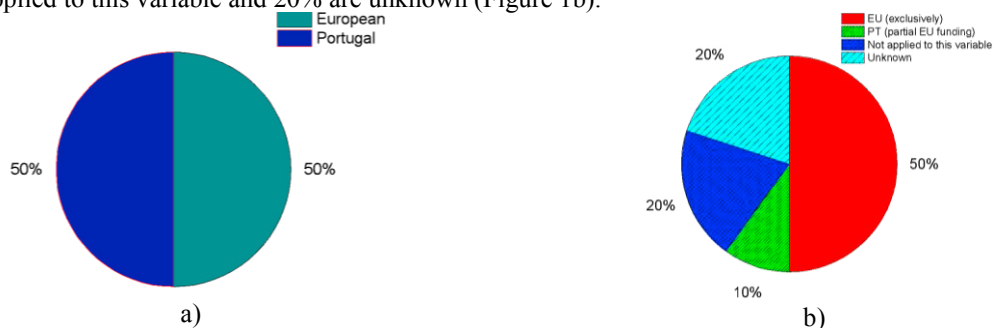 pplied to this variable and 20% are unknown (Figure 1b).
European
Portugal
50%
50%
a)
EU (exclusively)
PT (partial EU funding)
Not applied to this variable
Unknown
20%
50%
20%
10%
b)